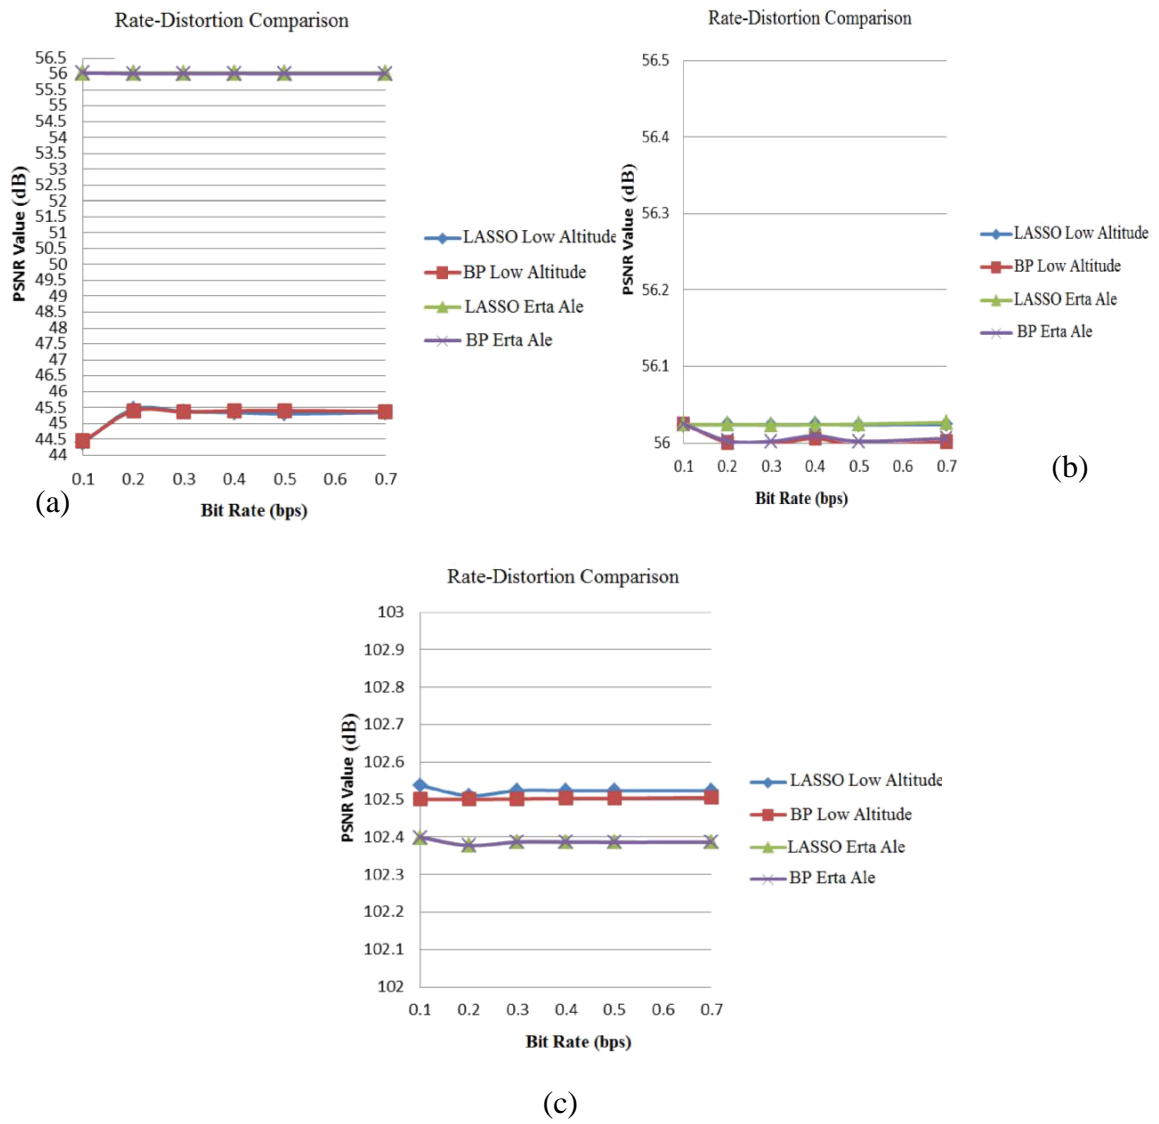 Rate-Distortion Comparison
56.5
56
55.5
55
54.5
54
53.5
53
52.5
52
51.5
51
50.5
50
49.5
49
48.5
48
47.5
47
46.5
46
45.5
45
44.5
44
PSNR Value (dB)
0.1 0.2 0.3 0.4 0.5 0.6 0.7
Bit Rate (bps)
LASSO Low Altitude
BP Low Altitude
LASSO Erta Ale
BP Erta Ale
(a)
Rate-Distortion Comparison
56.5
56.4
56.3
56.2
56.1
56
PSNR Value (dB)
0.1 0.2 0.3 0.4 0.5 0.6 0.7
Bit Rate (bps)
LASSO Low Altitude
BP Low Altitude
LASSO Erta Ale
BP Erta Ale
(b)
Rate-Distortion Comparison
103
102.9
102.8
102.7
102.6
102.5
102.4
102.3
102.2
102.1
102
PSNR Value (dB)
0.1 0.2 0.3 0.4 0.5 0.6 0.7
Bit Rate (bps)
LASSO Low Altitude
BP Low Altitude
LASSO Erta Ale
BP Erta Ale
(c)